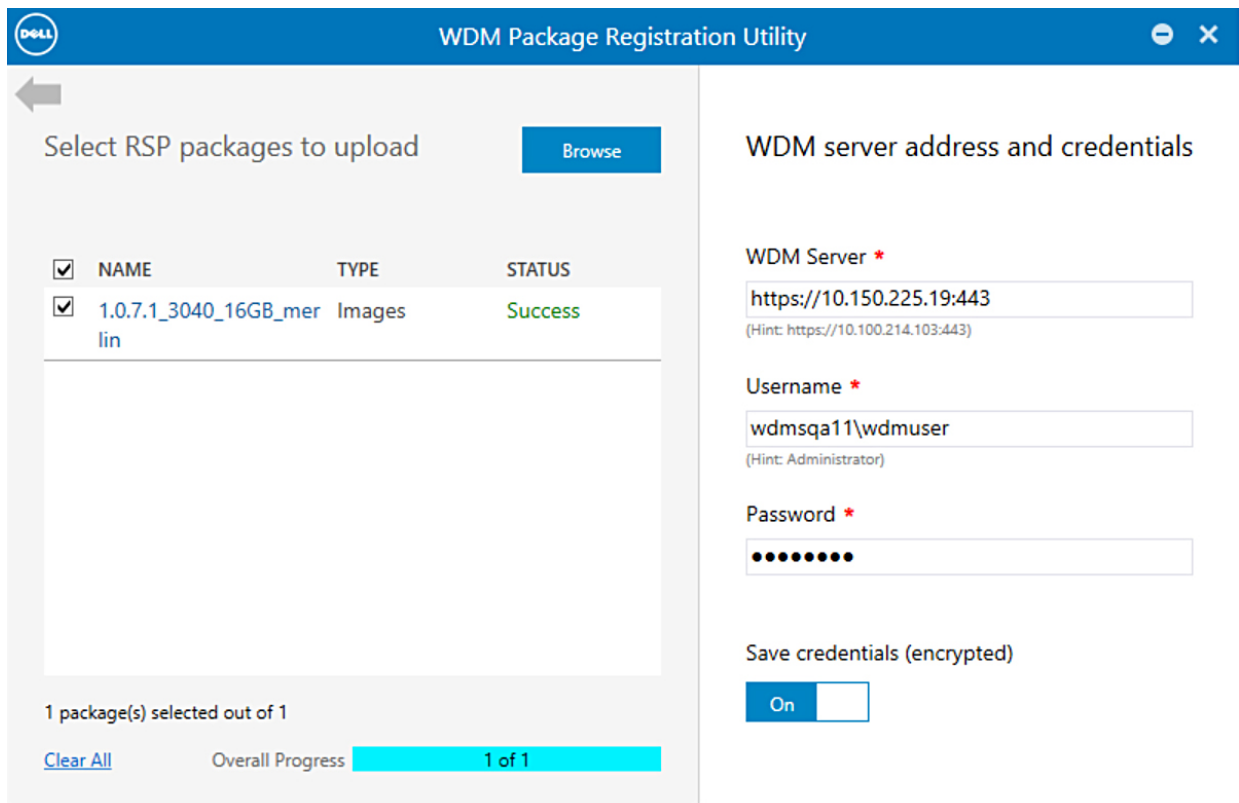 DELL
WDM Package Registration Utility
Select RSP packages to upload
Browse
NAME TYPE STATUS
1.0.7.1_3040_16GB_mer Images Success
lin
1 package(s) selected out of 1
Clear All Overall Progress 1 of 1
WDM server address and credentials
WDM Server *
https://10.150.225.19:443
(Hint: https://10.100.214.103:443)
Username *
wdmsqa11\wdmuser
(Hint: Administrator)
Password *
••••••••
Save credentials (encrypted)
On